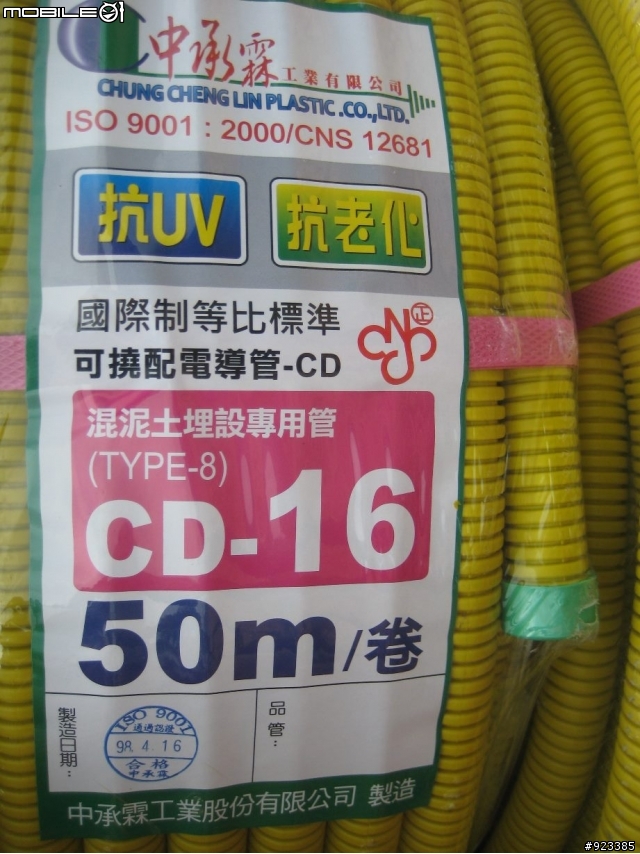 MOBILE01
中承霖工業有限公司
CHUNG CHENG LIN PLASTIC.CO.,LTD.
ISO 9001 : 2000/CNS 12681
抗UV
抗老化
國際制等比標準
可撓配電導管-CD
正
混泥土埋設專用管
(TYPE-8)
CD-16
50m/卷
製造日期：
ISO 9001
98. 4. 16
合格
中承霖
品管：
中承霖工業股份有限公司 製造
#923385